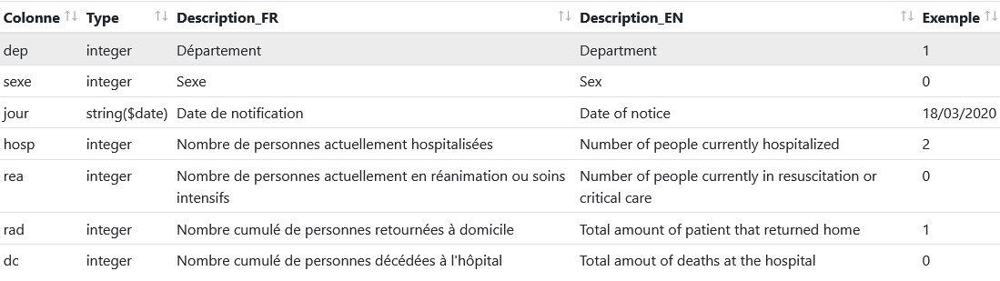 Colonne Type Description_FR Description_EN Exemple
dep integer Département Department 1
sexe integer Sexe Sex 0
jour string($date) Date de notification Date of notice 18/03/2020
hosp integer Nombre de personnes actuellement hospitalisées Number of people currently hospitalized 2
rea integer Nombre de personnes actuellement en réanimation ou soins Number of people currently in resuscitation or 0
intensifs critical care
rad integer Nombre cumulé de personnes retournées à domicile Total amount of patient that returned home 1
dc integer Nombre cumulé de personnes décédées à l'hôpital Total amout of deaths at the hospital 0